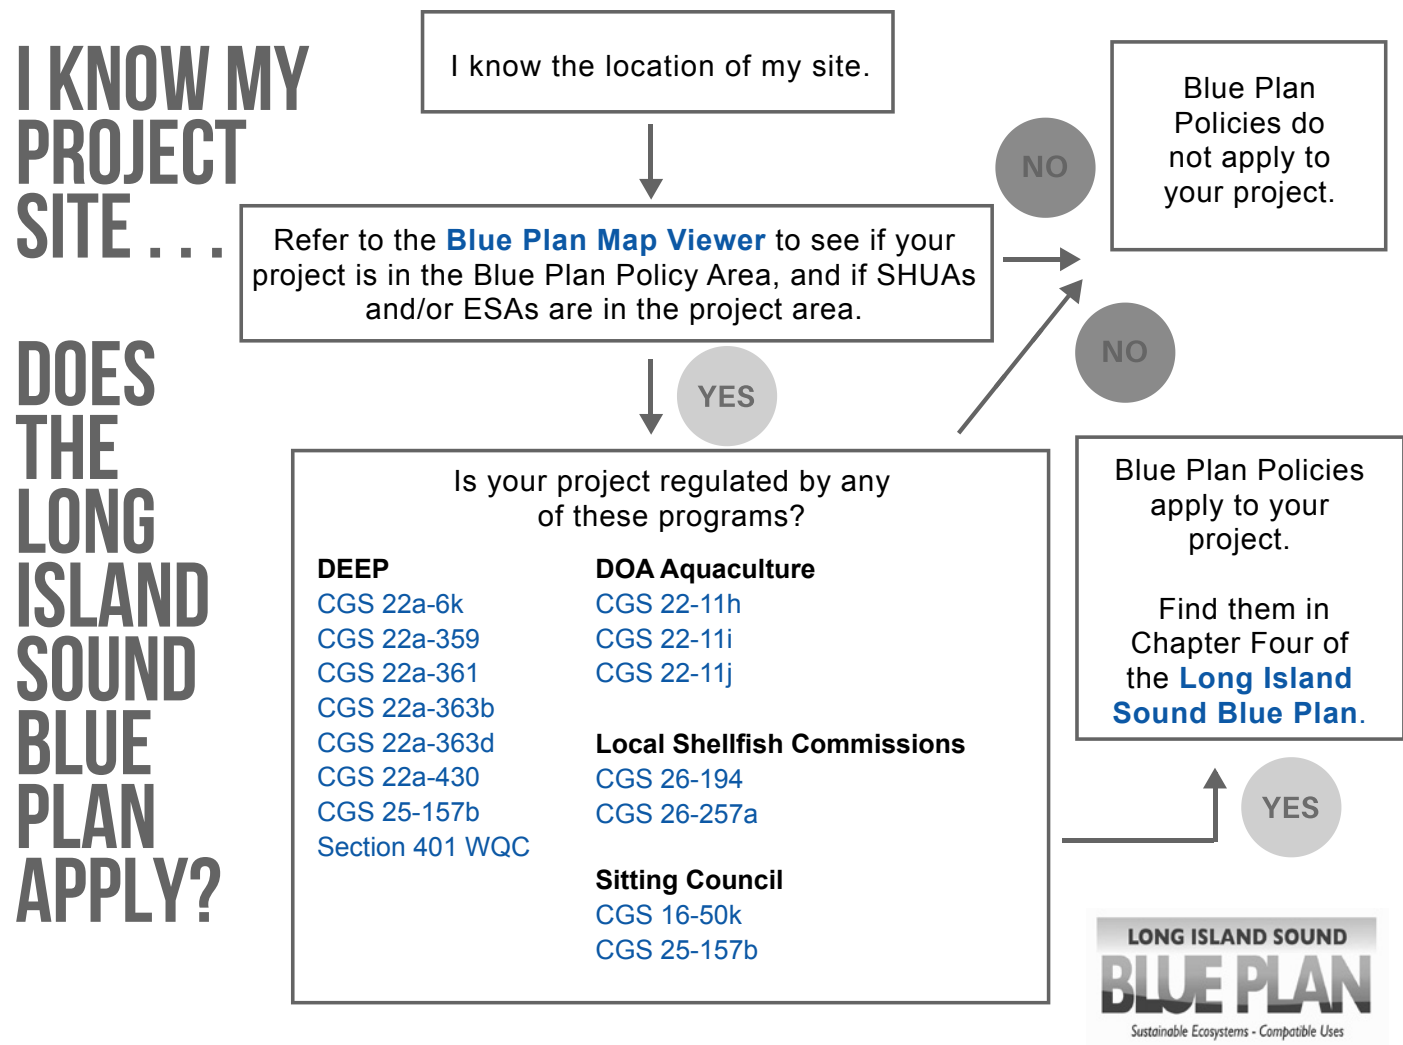 I KNOW MY
PROJECT
SITE . . .
DOES
THE
LONG
ISLAND
SOUND
BLUE
PLAN
APPLY?
I know the location of my site.
Refer to the Blue Plan Map Viewer to see if your
project is in the Blue Plan Policy Area, and if SHUAs
and/or ESAs are in the project area.
NO
Blue Plan
Policies do
not apply to
your project.
YES
NO
Is your project regulated by any
of these programs?
DEEP
CGS 22a-6k
CGS 22a-359
CGS 22a-361
CGS 22a-363b
CGS 22a-363d
CGS 22a-430
CGS 25-157b
Section 401 WQC
DOA Aquaculture
CGS 22-11h
CGS 22-11i
CGS 22-11j
Local Shellfish Commissions
CGS 26-194
CGS 26-257a
Sitting Council
CGS 16-50k
CGS 25-157b
Blue Plan Policies
apply to your
project.
Find them in
Chapter Four of
the Long Island
Sound Blue Plan.
YES
LONG ISLAND SOUND
BLUE PLAN
Sustainable Ecosystems - Compatible Uses